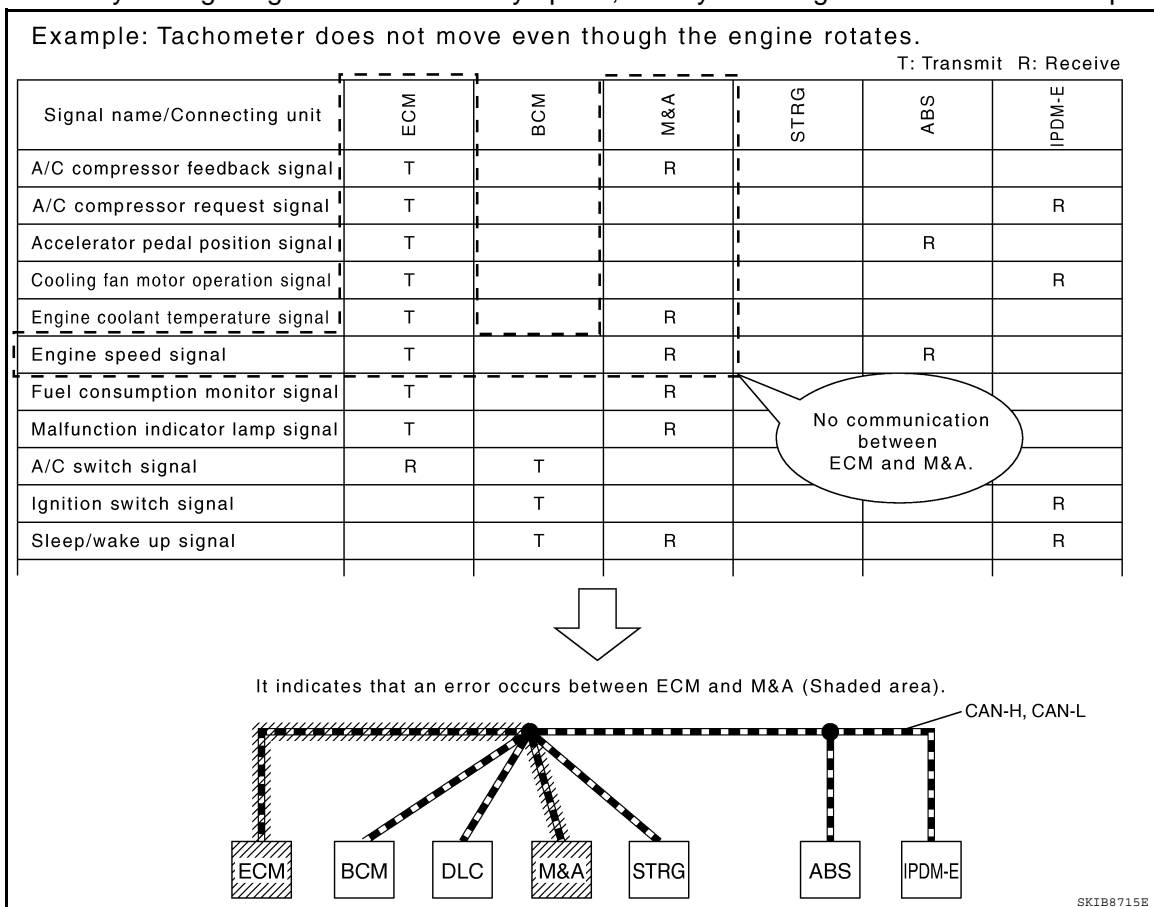 Example: Tachometer does not move even though the engine rotates.
T: Transmit R: Receive
Signal name/Connecting unit ECM BCM M&A STRG ABS IPDM-E
A/C compressor feedback signal T R
A/C compressor request signal T R
Accelerator pedal position signal T R
Cooling fan motor operation signal T R
Engine coolant temperature signal T R
Engine speed signal T R R
Fuel consumption monitor signal T R
Malfunction indicator lamp signal T R
A/C switch signal R T
Ignition switch signal T R
Sleep/wake up signal T R R
No communication
between
ECM and M&A.
It indicates that an error occurs between ECM and M&A (Shaded area).
CAN-H, CAN-L
ECM BCM DLC M&A STRG ABS IPDM-E
SKIB8715E